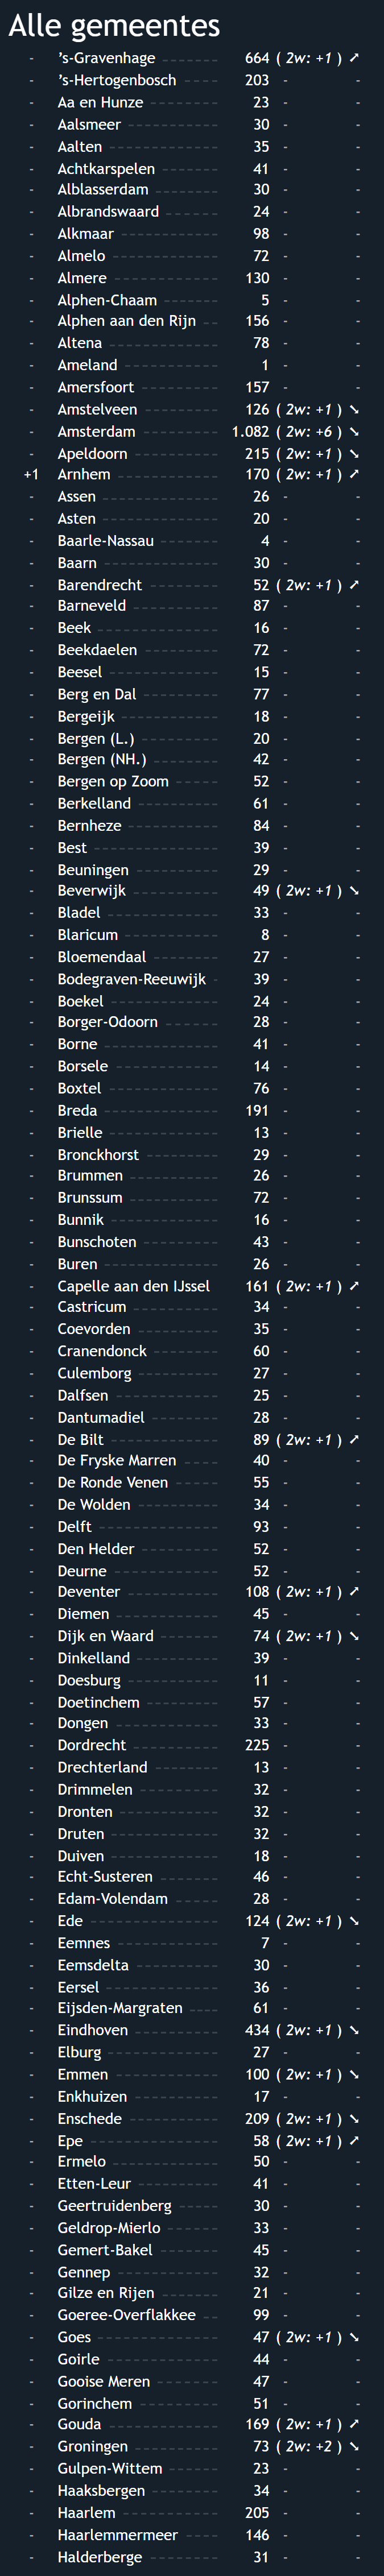 Alle gemeentes
- ’s-Gravenhage 664 ( 2w: +1 ) ➚
- ’s-Hertogenbosch 203 - -
- Aa en Hunze 23 - -
- Aalsmeer 30 - -
- Aalten 35 - -
- Achtkarspelen 41 - -
- Alblasserdam 30 - -
- Albrandswaard 24 - -
- Alkmaar 98 - -
- Almelo 72 - -
- Almere 130 - -
- Alphen-Chaam 5 - -
- Alphen aan den Rijn 156 - -
- Altena 78 - -
- Ameland 1 - -
- Amersfoort 157 - -
- Amstelveen 126 ( 2w: +1 ) ➘
- Amsterdam 1.082 ( 2w: +6 ) ➘
- Apeldoorn 215 ( 2w: +1 ) ➘
+1 Arnhem 170 ( 2w: +1 ) ➚
- Assen 26 - -
- Asten 20 - -
- Baarle-Nassau 4 - -
- Baarn 30 - -
- Barendrecht 52 ( 2w: +1 ) ➚
- Barneveld 87 - -
- Beek 16 - -
- Beekdaelen 72 - -
- Beesel 15 - -
- Berg en Dal 77 - -
- Bergeijk 18 - -
- Bergen (L.) 20 - -
- Bergen (NH.) 42 - -
- Bergen op Zoom 52 - -
- Berkelland 61 - -
- Bernheze 84 - -
- Best 39 - -
- Beuningen 29 - -
- Beverwijk 49 ( 2w: +1 ) ➘
- Bladel 33 - -
- Blaricum 8 - -
- Bloemendaal 27 - -
- Bodegraven-Reeuwijk 39 - -
- Boekel 24 - -
- Borger-Odoorn 28 - -
- Borne 41 - -
- Borsele 14 - -
- Boxtel 76 - -
- Breda 191 - -
- Brielle 13 - -
- Bronckhorst 29 - -
- Brummen 26 - -
- Brunssum 72 - -
- Bunnik 16 - -
- Bunschoten 43 - -
- Buren 26 - -
- Capelle aan den IJssel 161 ( 2w: +1 ) ➚
- Castricum 34 - -
- Coevorden 35 - -
- Cranendonck 60 - -
- Culemborg 27 - -
- Dalfsen 25 - -
- Dantumadiel 28 - -
- De Bilt 89 ( 2w: +1 ) ➚
- De Fryske Marren 40 - -
- De Ronde Venen 55 - -
- De Wolden 34 - -
- Delft 93 - -
- Den Helder 52 - -
- Deurne 52 - -
- Deventer 108 ( 2w: +1 ) ➚
- Diemen 45 - -
- Dijk en Waard 74 ( 2w: +1 ) ➘
- Dinkelland 39 - -
- Doesburg 11 - -
- Doetinchem 57 - -
- Dongen 33 - -
- Dordrecht 225 - -
- Drechterland 13 - -
- Drimmelen 32 - -
- Dronten 32 - -
- Druten 32 - -
- Duiven 18 - -
- Echt-Susteren 46 - -
- Edam-Volendam 28 - -
- Ede 124 ( 2w: +1 ) ➘
- Eemnes 7 - -
- Eemsdelta 30 - -
- Eersel 36 - -
- Eijsden-Margraten 61 - -
- Eindhoven 434 ( 2w: +1 ) ➘
- Elburg 27 - -
- Emmen 100 ( 2w: +1 ) ➘
- Enkhuizen 17 - -
- Enschede 209 ( 2w: +1 ) ➘
- Epe 58 ( 2w: +1 ) ➚
- Ermelo 50 - -
- Etten-Leur 41 - -
- Geertruidenberg 30 - -
- Geldrop-Mierlo 33 - -
- Gemert-Bakel 45 - -
- Gennep 32 - -
- Gilze en Rijen 21 - -
- Goeree-Overflakkee 99 - -
- Goes 47 ( 2w: +1 ) ➘
- Goirle 44 - -
- Gooise Meren 47 - -
- Gorinchem 51 - -
- Gouda 169 ( 2w: +1 ) ➚
- Groningen 73 ( 2w: +2 ) ➘
- Gulpen-Wittem 23 - -
- Haaksbergen 34 - -
- Haarlem 205 - -
- Haarlemmermeer 146 - -
- Halderberge 31 - -